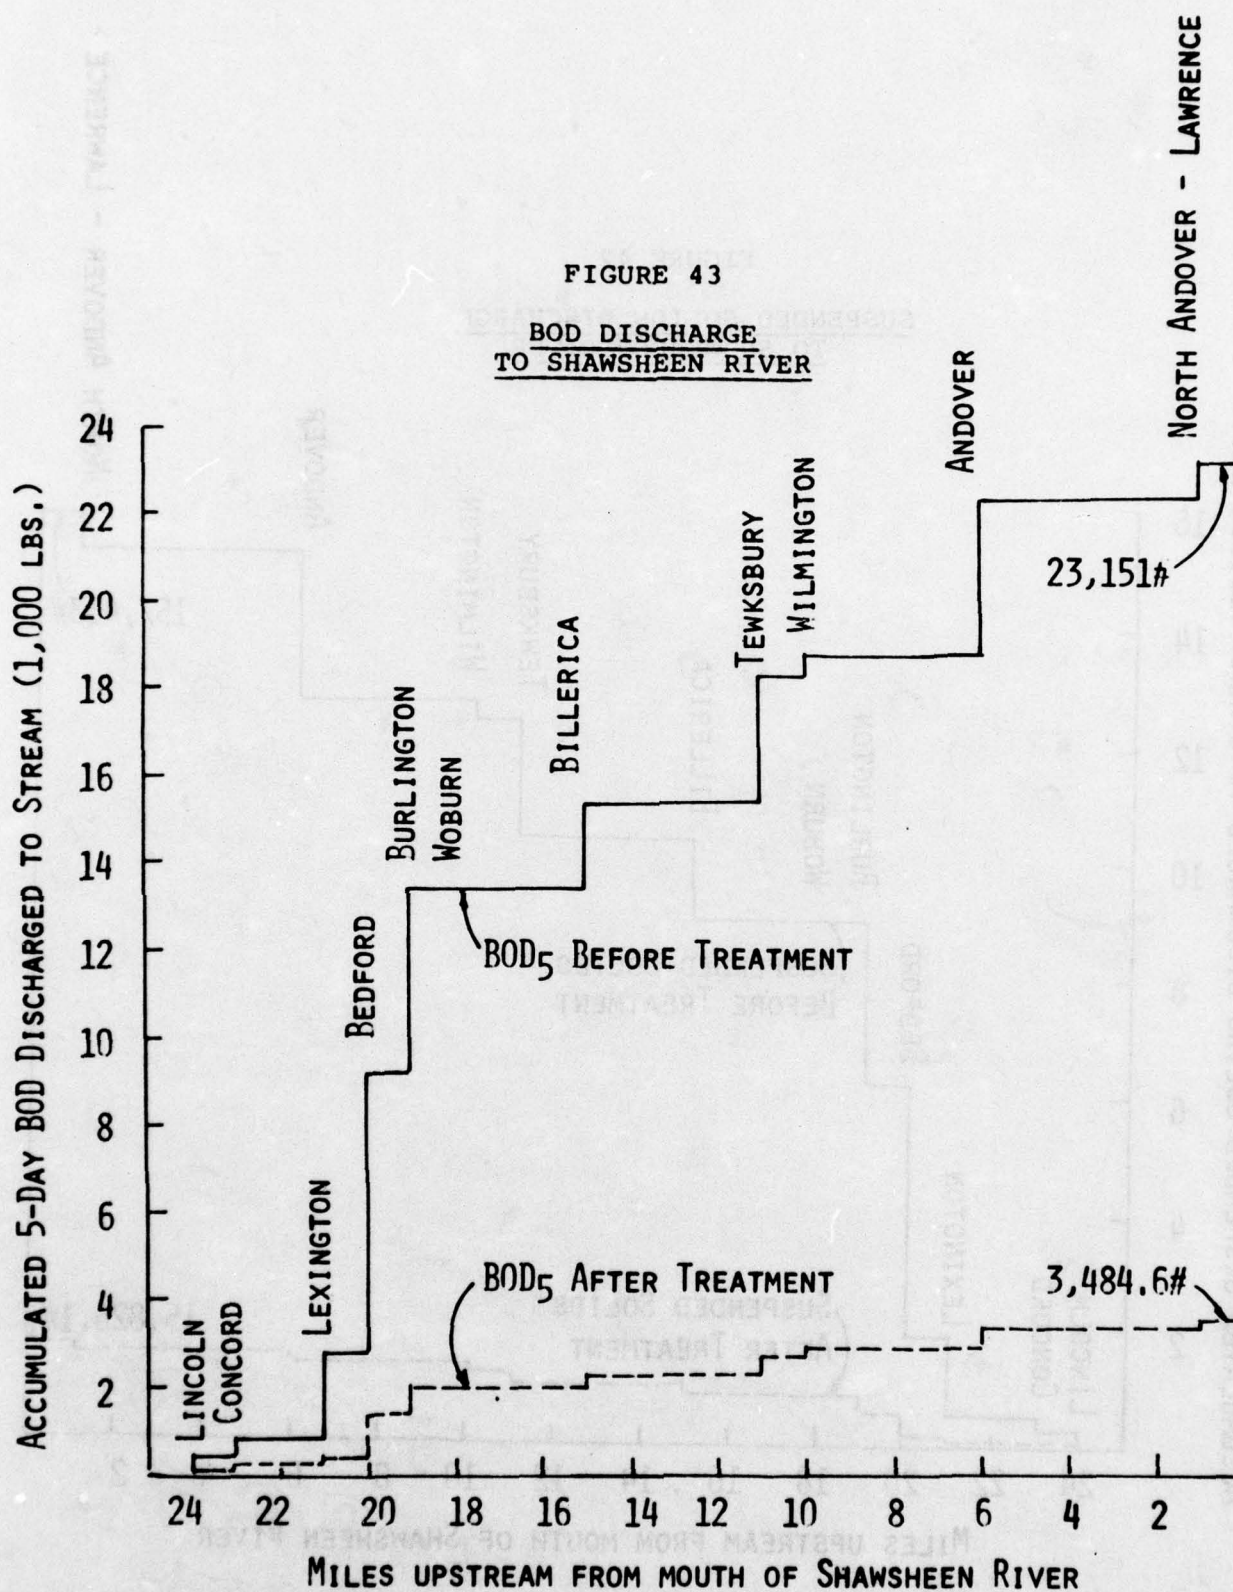 FIGURE 43
BOD DISCHARGE
TO SHAWSHEEN RIVER
ACCUMULATED 5-DAY BOD DISCHARGED TO STREAM (1,000 LBS.)
24
22
20
18
16
14
12
10
8
6
4
2
LINCOLN
CONCORD
LEXINGTON
BEDFORD
BURLINGTON
WOBURN
BILLERICA
TEWKSBURY
WILMINGTON
ANDOVER
NORTH ANDOVER - LAWRENCE
23,151#
BOD5 BEFORE TREATMENT
BOD5 AFTER TREATMENT
3,484.6#
24 22 20 18 16 14 12 10 8 6 4 2
MILES UPSTREAM FROM MOUTH OF SHAWSHEEN RIVER